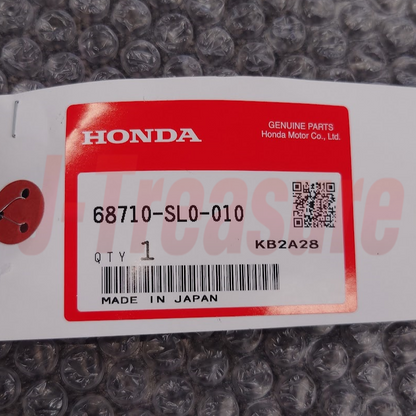 HONDA
GENUINE PARTS
Honda Motor Co., Ltd.
68710-SL0-010
QTY 1
KB2A28
MADE IN JAPAN
J-Treasure